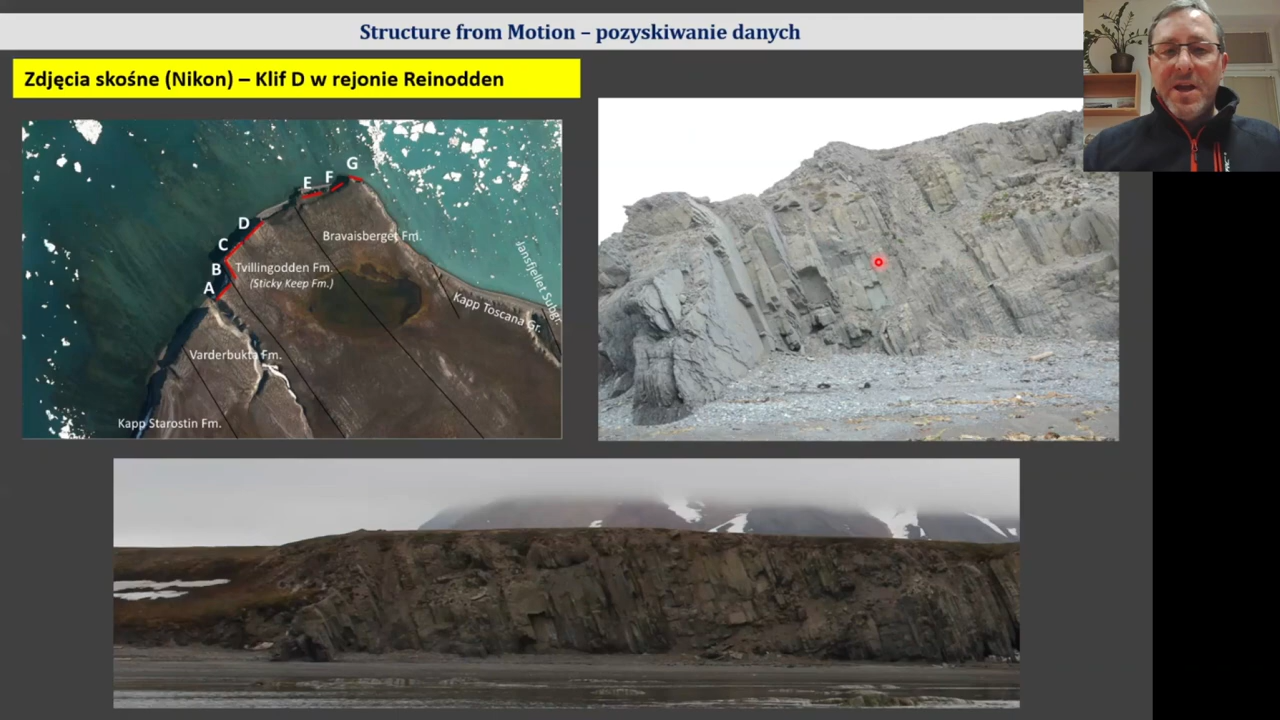 Structure from Motion – pozyskiwanie danych
Zdjęcia skośne (Nikon) – Klif D w rejonie Reinodden
G
E
F
D
Bravaisberget Fm.
C
B
Tvillingodden Fm.
(Sticky Keep Fm.)
A
Jansfjellet Subgr.
Kapp Toscana Gr.
Varderbukta Fm.
Kapp Starostin Fm.